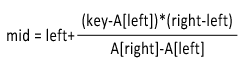 mid = left+ (key-A[left])*(right-left)
A[right]-A[left]